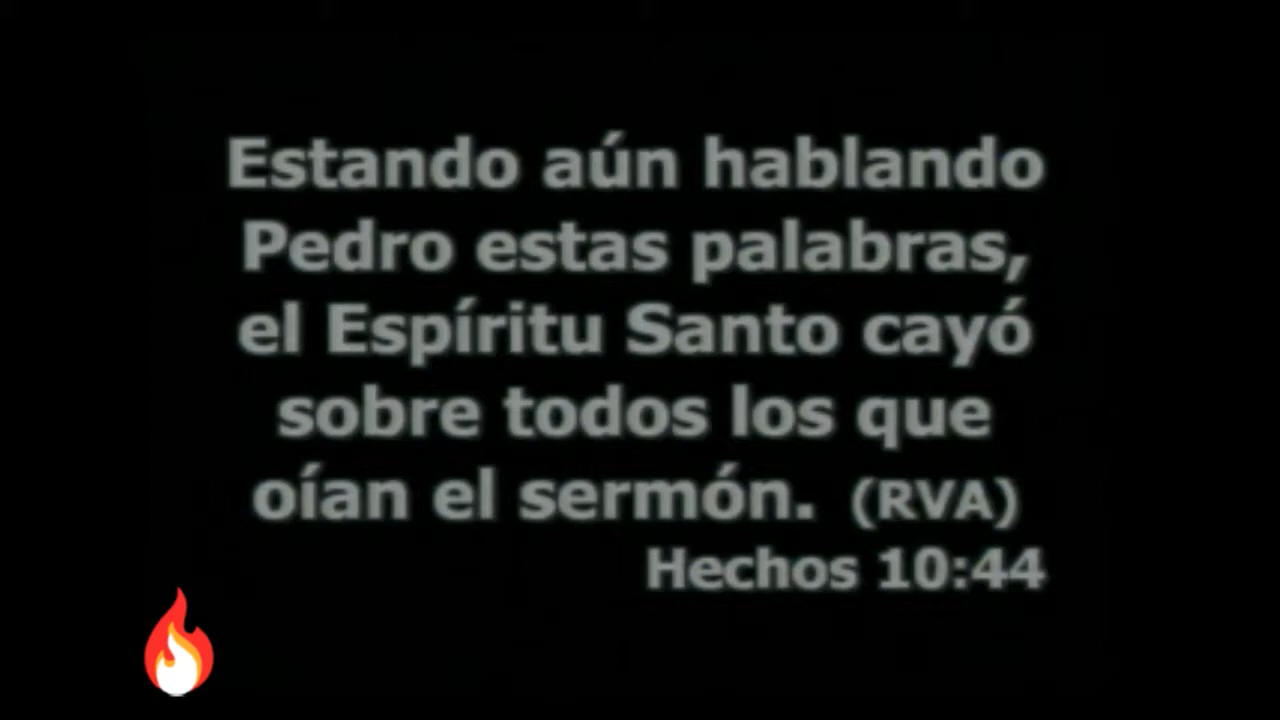 Estando aún hablando
Pedro estas palabras,
el Espíritu Santo cayó
sobre todos los que
oían el sermón. (RVA)
Hechos 10:44